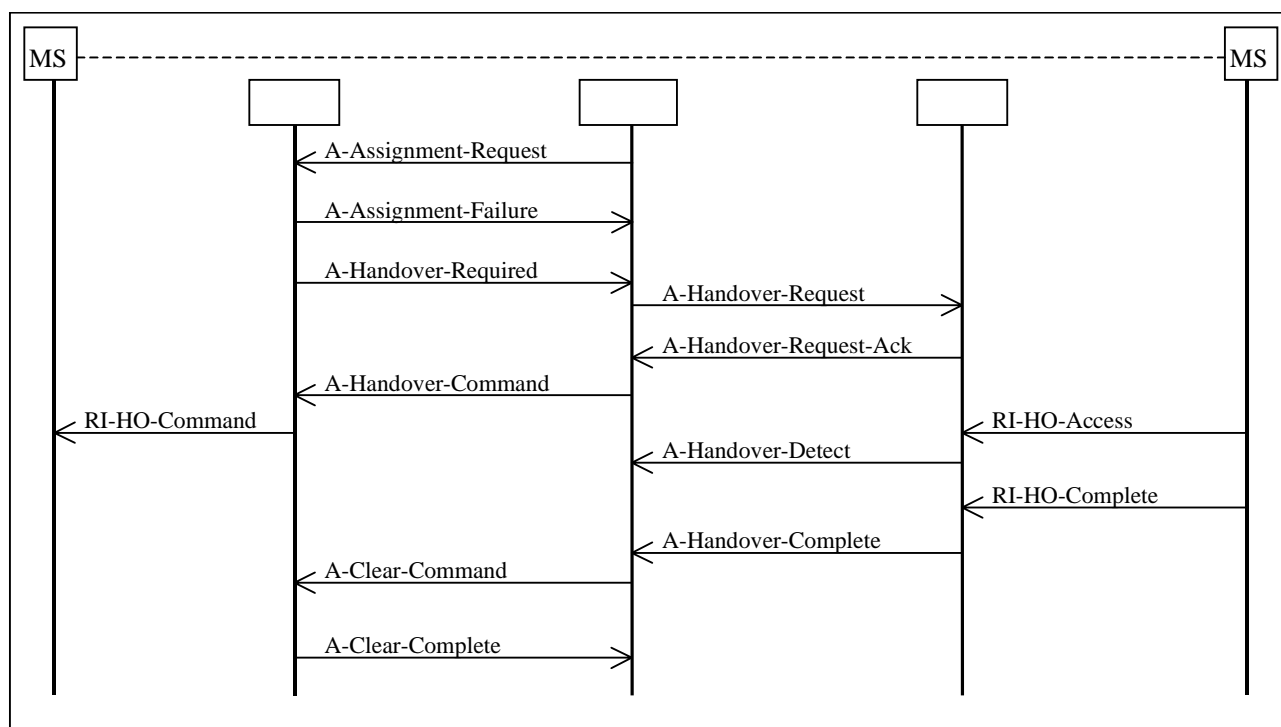 MS
MS
A-Assignment-Request
A-Assignment-Failure
A-Handover-Required
A-Handover-Request
A-Handover-Request-Ack
A-Handover-Command
RI-HO-Command
RI-HO-Access
A-Handover-Detect
RI-HO-Complete
A-Handover-Complete
A-Clear-Command
A-Clear-Complete